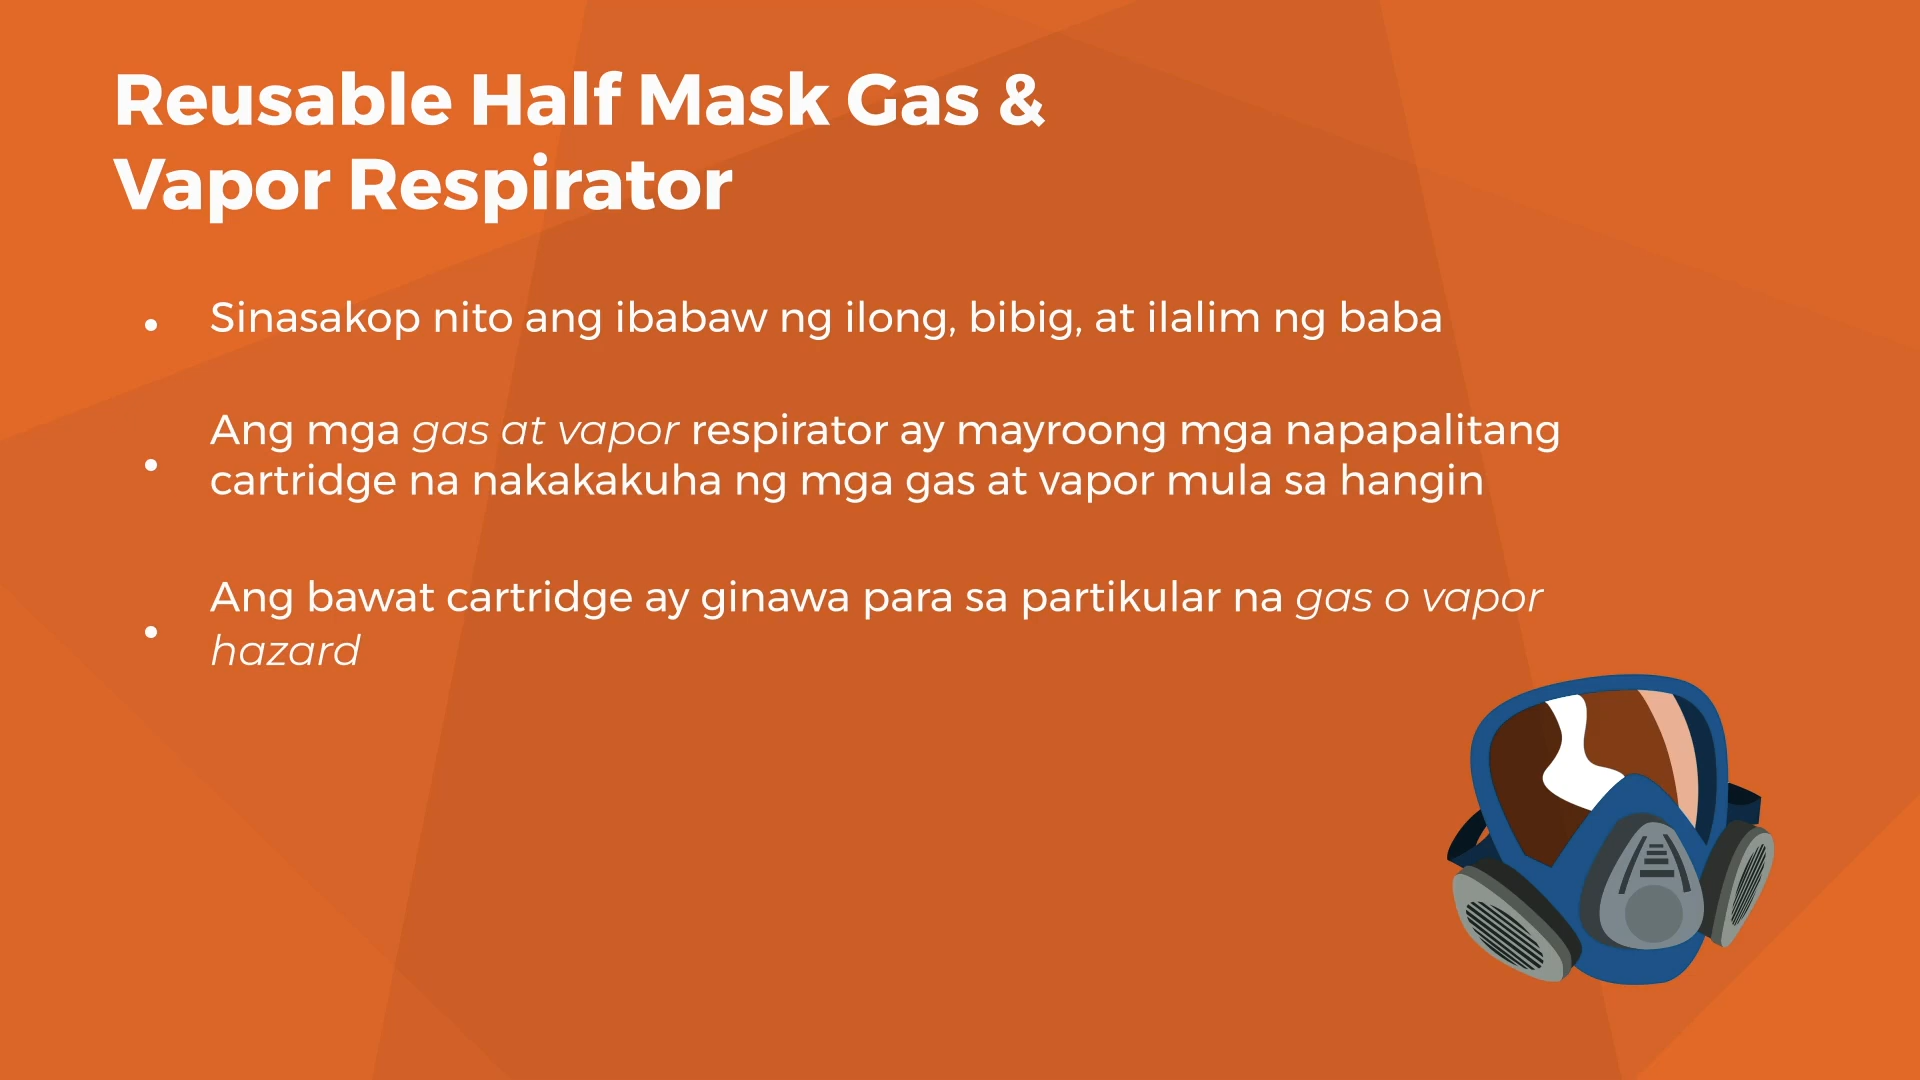 Reusable Half Mask Gas &
Vapor Respirator
• Sinasakop nito ang ibabaw ng ilong, bibig, at ilalim ng baba
• Ang mga gas at vapor respirator ay mayroong mga napapalitang
cartridge na nakakakuha ng mga gas at vapor mula sa hangin
• Ang bawat cartridge ay ginawa para sa partikular na gas o vapor
hazard